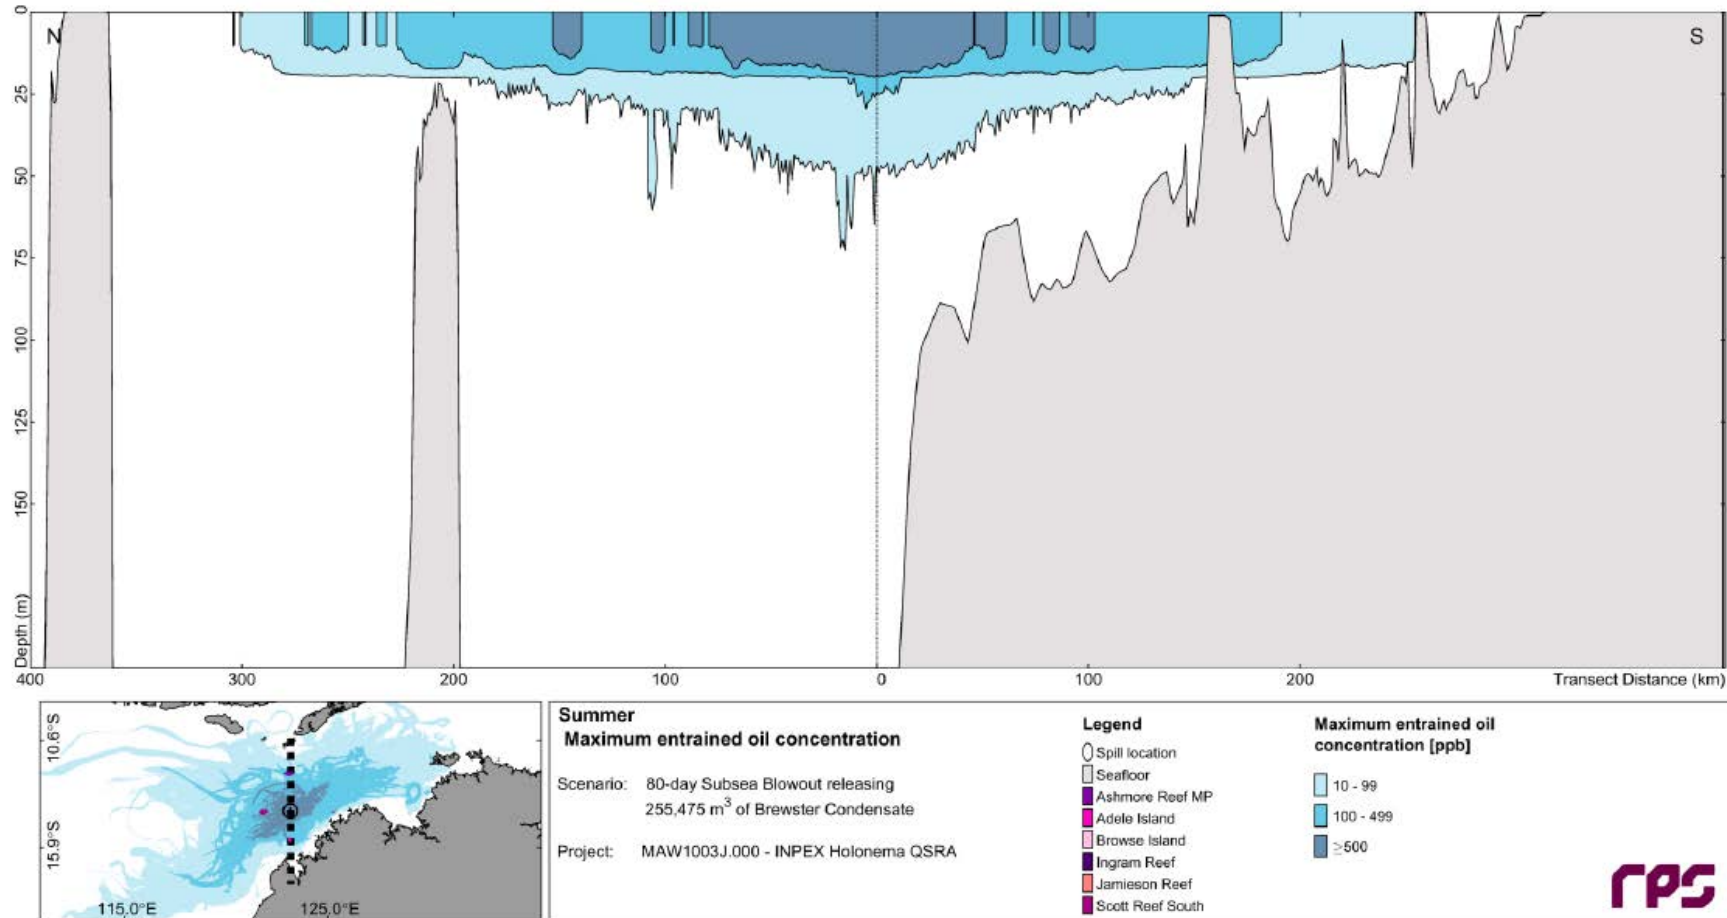 0
N
S
25
50
75
100
125
150
Depth (m)
400
300
200
100
0
100
200
Transect Distance (km)
10.6°S
15.9°S
115.0°E
125.0°E
Summer
Maximum entrained oil concentration
Scenario: 80-day Subsea Blowout releasing
255,475 m³ of Brewster Condensate
Project: MAW1003J.000 - INPEX Holonema QSRA
Legend
Spill location
Seafloor
Ashmore Reef MP
Adele Island
Browse Island
Ingram Reef
Jamieson Reef
Scott Reef South
Maximum entrained oil
concentration [ppb]
10 - 99
100 - 499
≥500
rps